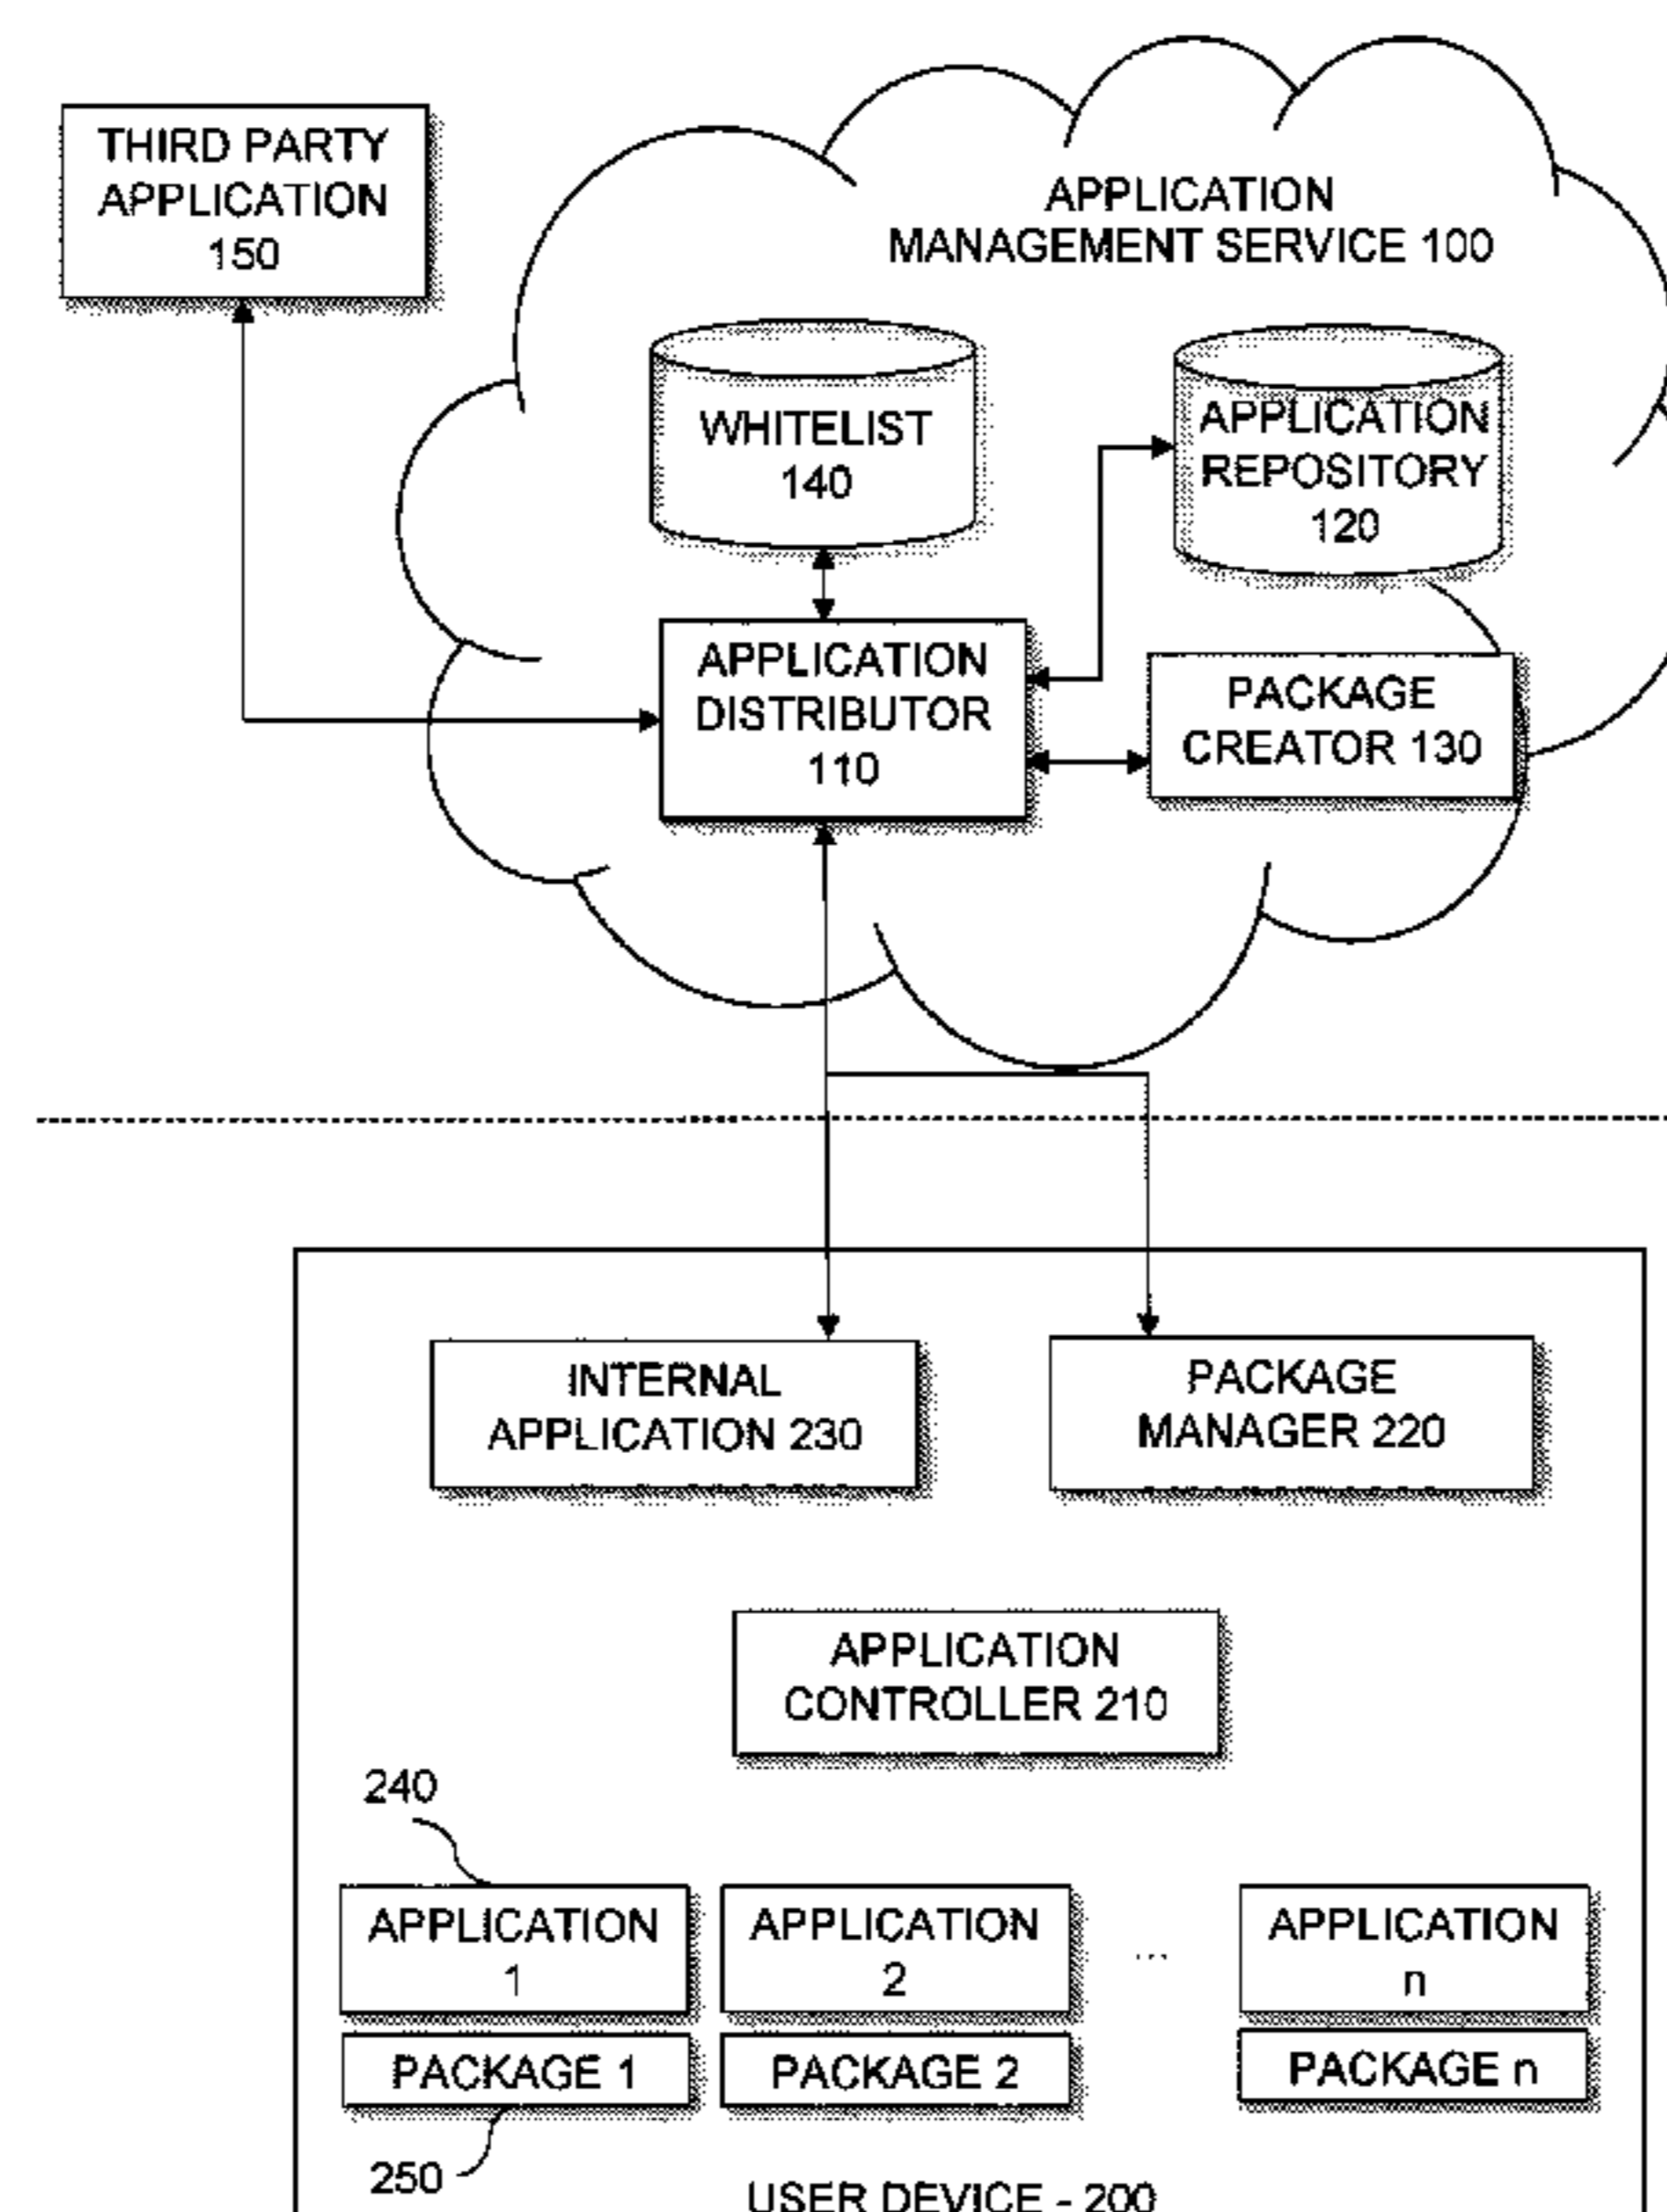 THIRD PARTY
APPLICATION
150
APPLICATION
MANAGEMENT SERVICE 100
WHITELIST
140
APPLICATION
REPOSITORY
120
APPLICATION
DISTRIBUTOR
110
PACKAGE
CREATOR 130
INTERNAL
APPLICATION 230
PACKAGE
MANAGER 220
APPLICATION
CONTROLLER 210
240
APPLICATION
1
APPLICATION
2
...
APPLICATION
n
PACKAGE 1
PACKAGE 2
PACKAGE n
250
USER DEVICE - 200